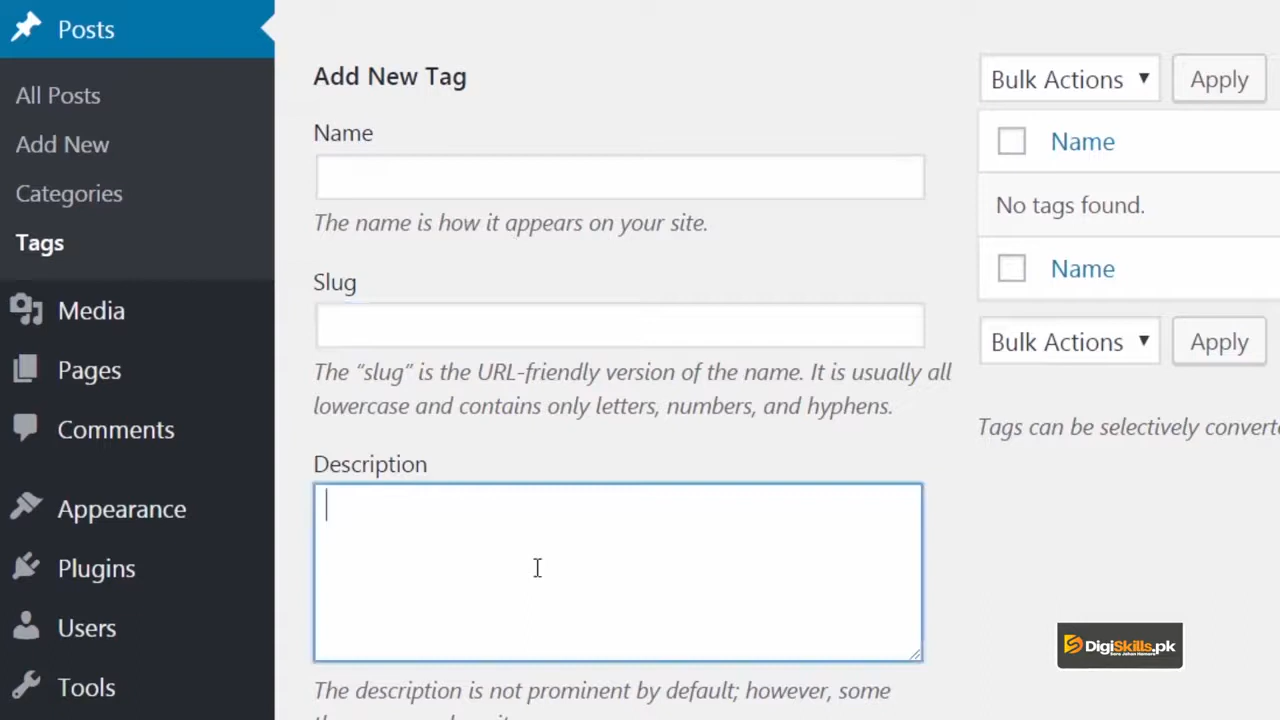 Posts
All Posts
Add New
Categories
Tags
Media
Pages
Comments
Appearance
Plugins
Users
Tools
Add New Tag
Name
The name is how it appears on your site.
Slug
The “slug” is the URL-friendly version of the name. It is usually all
lowercase and contains only letters, numbers, and hyphens.
Description
The description is not prominent by default; however, some
Bulk Actions Apply
Name
No tags found.
Name
Bulk Actions Apply
Tags can be selectively converte
DigiSkills.pk